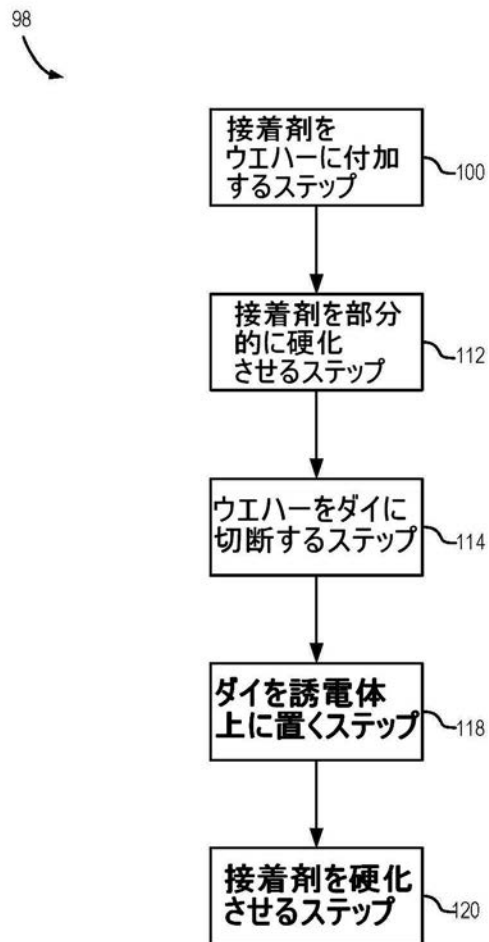 98
接着剤を
ウエハーに付加
するステップ
100
接着剤を部分
的に硬化
させるステップ
112
ウエハーをダイに
切断するステップ
114
ダイを誘電体
上に置くステップ
118
接着剤を硬化
させるステップ
120